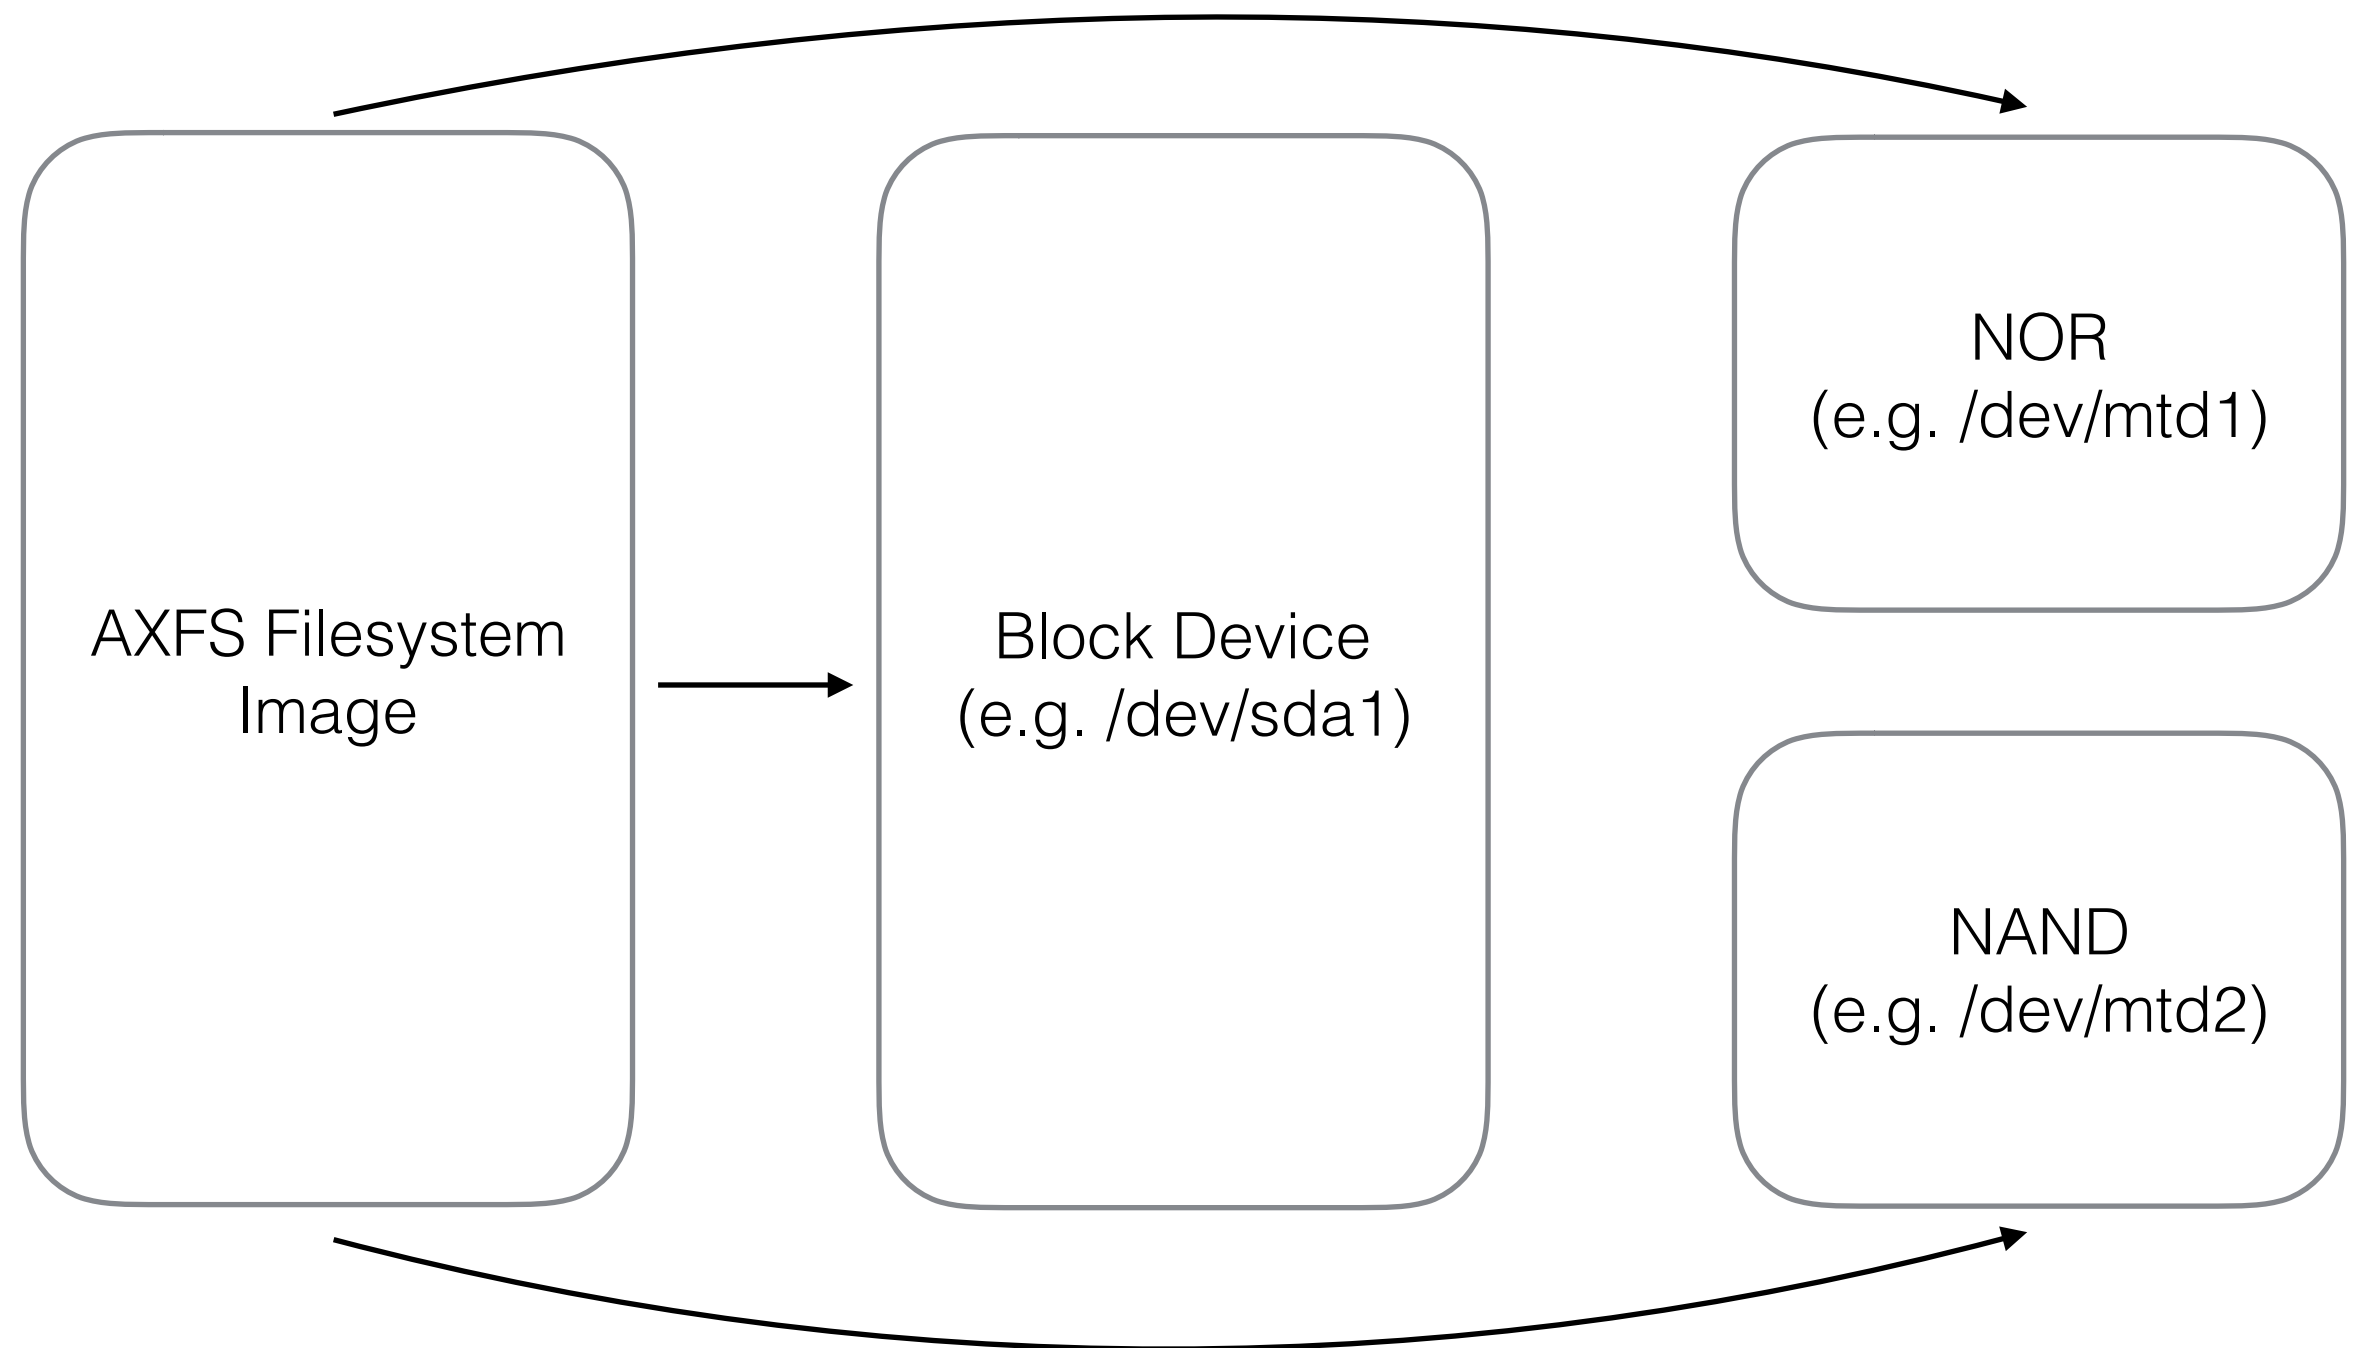 AXFS Filesystem
Image
Block Device
(e.g. /dev/sda1)
NOR
(e.g. /dev/mtd1)
NAND
(e.g. /dev/mtd2)